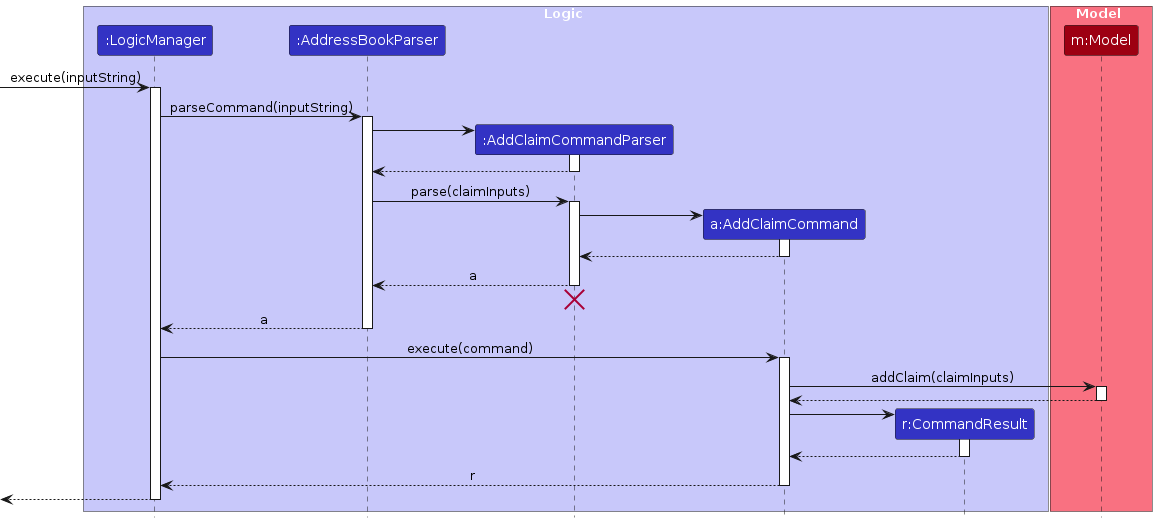 Logic
Model
:LogicManager
:AddressBookParser
m:Model
execute(inputString)
parseCommand(inputString)
:AddClaimCommandParser
parse(claimInputs)
a:AddClaimCommand
a
a
execute(command)
addClaim(claimInputs)
r:CommandResult
r